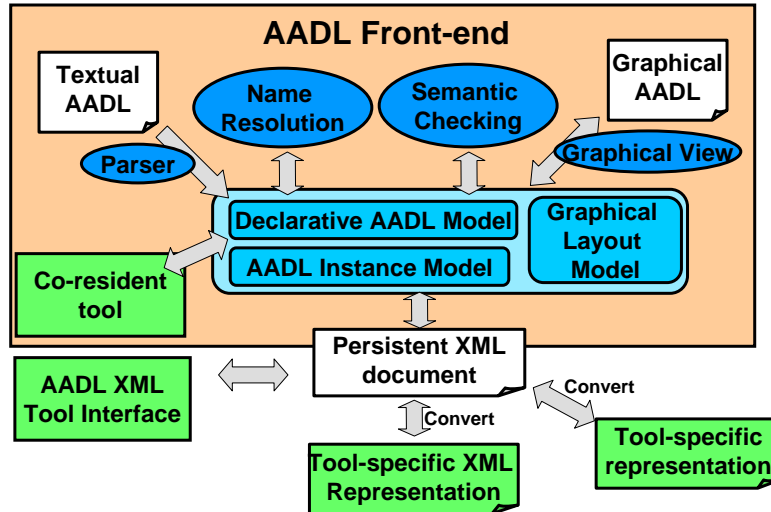 AADL Front-end
Textual
AADL
Name
Resolution
Semantic
Checking
Graphical
AADL
Parser
Graphical View
Declarative AADL Model
AADL Instance Model
Graphical
Layout
Model
Co-resident
tool
Persistent XML
document
AADL XML
Tool Interface
Convert
Convert
Tool-specific XML
Representation
Tool-specific
representation